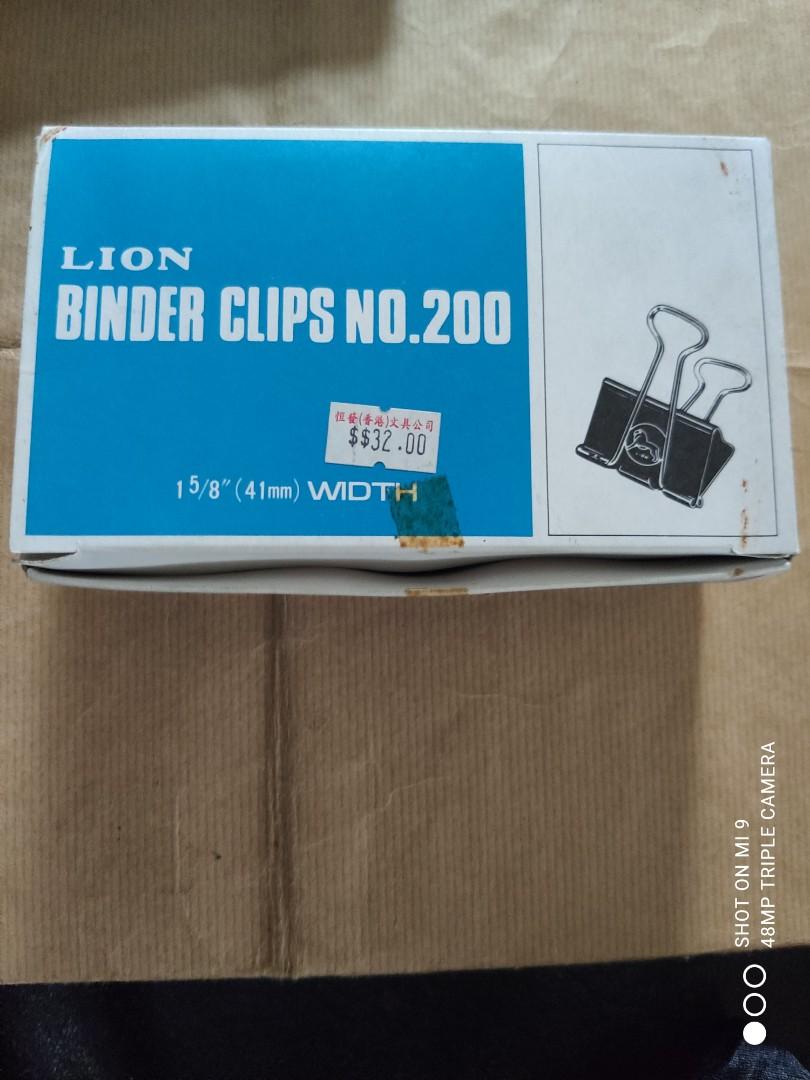 LION
BINDER CLIPS NO.200
恒發(香港)文具公司
$$32.00
1 5/8" (41mm) WIDTH
SHOT ON MI 9
48MP TRIPLE CAMERA